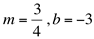 m = 3/4 , b = −3